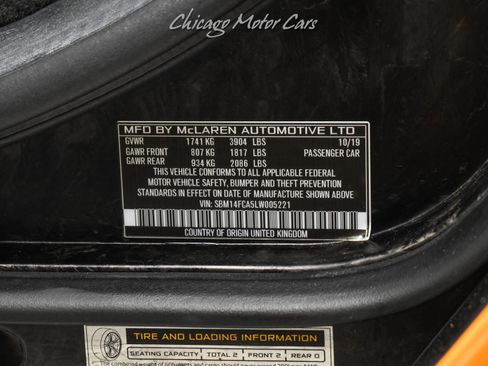 Chicago Motor Cars
MFD BY McLAREN AUTOMOTIVE LTD
GVWR 1741 KG 3904 LBS 10/19
GAWR FRONT 807 KG 1817 LBS PASSENGER CAR
GAWR REAR 934 KG 2086 LBS
THIS VEHICLE CONFORMS TO ALL APPLICABLE FEDERAL
MOTOR VEHICLE SAFETY, BUMPER, AND THEFT PREVENTION
STANDARDS IN EFFECT ON DATE OF MANUFACTURE SHOWN ABOVE
VIN: SBM14FCA5LW005221
COUNTRY OF ORIGIN UNITED KINGDOM
TIRE AND LOADING INFORMATION
SEATING CAPACITY TOTAL 2 FRONT 2 REAR 0